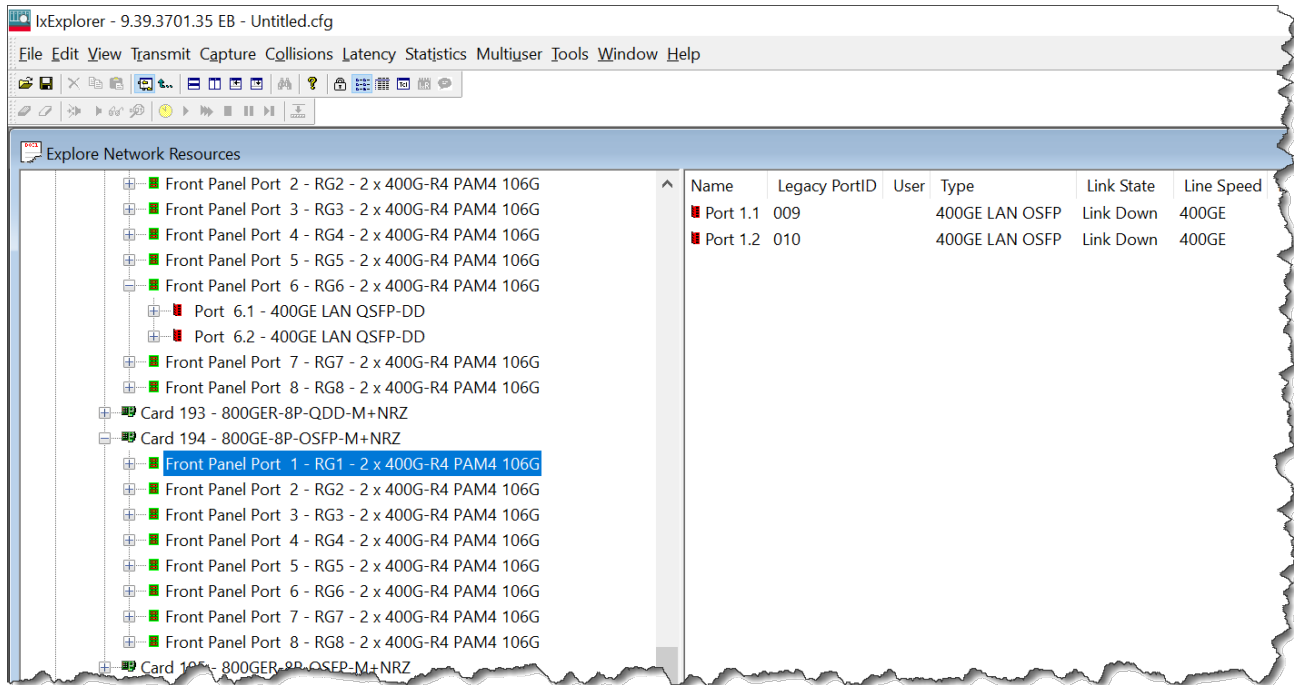 IxExplorer - 9.39.3701.35 EB - Untitled.cfg
File Edit View Transmit Capture Collisions Latency Statistics Multiuser Tools Window Help
Explore Network Resources
Front Panel Port 2 - RG2 - 2 x 400G-R4 PAM4 106G
Front Panel Port 3 - RG3 - 2 x 400G-R4 PAM4 106G
Front Panel Port 4 - RG4 - 2 x 400G-R4 PAM4 106G
Front Panel Port 5 - RG5 - 2 x 400G-R4 PAM4 106G
Front Panel Port 6 - RG6 - 2 x 400G-R4 PAM4 106G
Port 6.1 - 400GE LAN QSFP-DD
Port 6.2 - 400GE LAN QSFP-DD
Front Panel Port 7 - RG7 - 2 x 400G-R4 PAM4 106G
Front Panel Port 8 - RG8 - 2 x 400G-R4 PAM4 106G
Card 193 - 800GER-8P-QDD-M+NRZ
Card 194 - 800GE-8P-OSFP-M+NRZ
Front Panel Port 1 - RG1 - 2 x 400G-R4 PAM4 106G
Front Panel Port 2 - RG2 - 2 x 400G-R4 PAM4 106G
Front Panel Port 3 - RG3 - 2 x 400G-R4 PAM4 106G
Front Panel Port 4 - RG4 - 2 x 400G-R4 PAM4 106G
Front Panel Port 5 - RG5 - 2 x 400G-R4 PAM4 106G
Front Panel Port 6 - RG6 - 2 x 400G-R4 PAM4 106G
Front Panel Port 7 - RG7 - 2 x 400G-R4 PAM4 106G
Front Panel Port 8 - RG8 - 2 x 400G-R4 PAM4 106G
Card 195 - 800GER-8P-OSFP-M+NRZ
Name Legacy PortID User Type Link State Line Speed
Port 1.1 009 400GE LAN OSFP Link Down 400GE
Port 1.2 010 400GE LAN OSFP Link Down 400GE